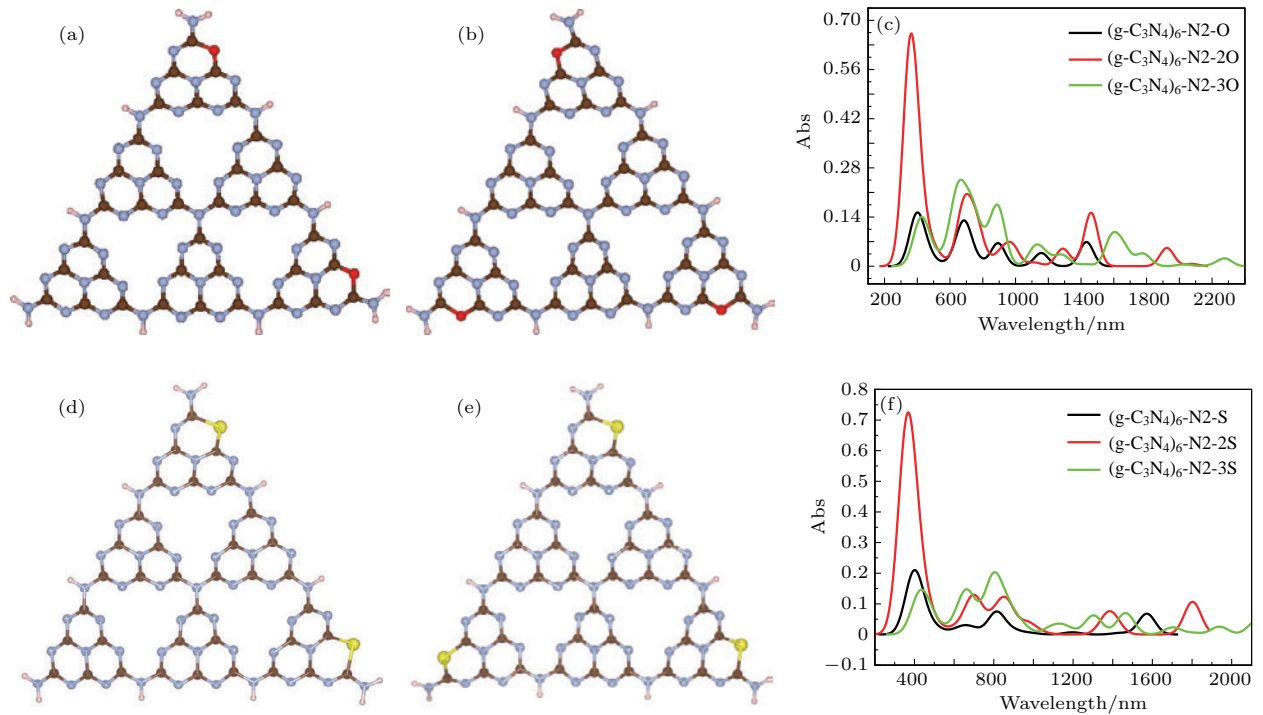 (a)
(b)
(c)
(g-C₃N₄)₆-N2-O
(g-C₃N₄)₆-N2-2O
(g-C₃N₄)₆-N2-3O
0.70
0.56
0.42
0.28
0.14
0
Abs
200 600 1000 1400 1800 2200
Wavelength/nm
(d)
(e)
(f)
(g-C₃N₄)₆-N2-S
(g-C₃N₄)₆-N2-2S
(g-C₃N₄)₆-N2-3S
0.8
0.7
0.6
0.5
0.4
0.3
0.2
0.1
0
−0.1
Abs
400 800 1200 1600 2000
Wavelength/nm